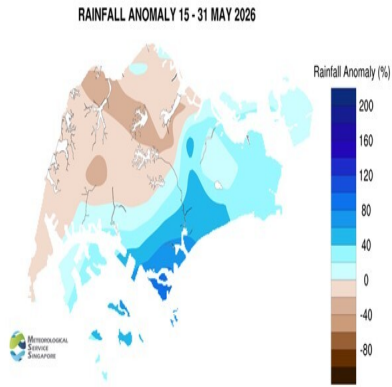 RAINFALL ANOMALY 15 - 31 MAY 2026
Rainfall Anomaly (%)
200
160
120
80
40
0
-40
-80
METEOROLOGICAL
SERVICE
SINGAPORE